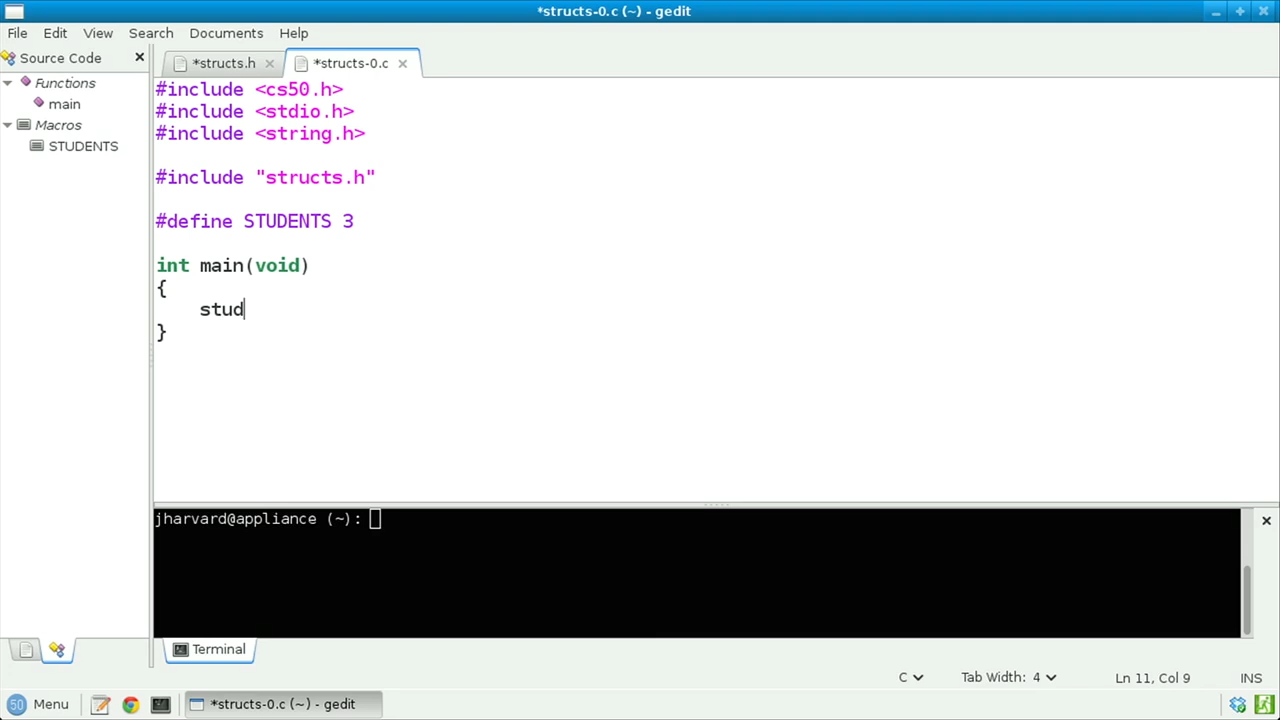 *structs-0.c (~) - gedit
File Edit View Search Documents Help
Source Code
*structs.h
*structs-0.c
Functions
main
Macros
STUDENTS
#include <cs50.h>
#include <stdio.h>
#include <string.h>
#include "structs.h"
#define STUDENTS 3
int main(void)
{
stud
}
jharvard@appliance (~):
Terminal
C Tab Width: 4 Ln 11, Col 9 INS
50 Menu *structs-0.c (~) - gedit